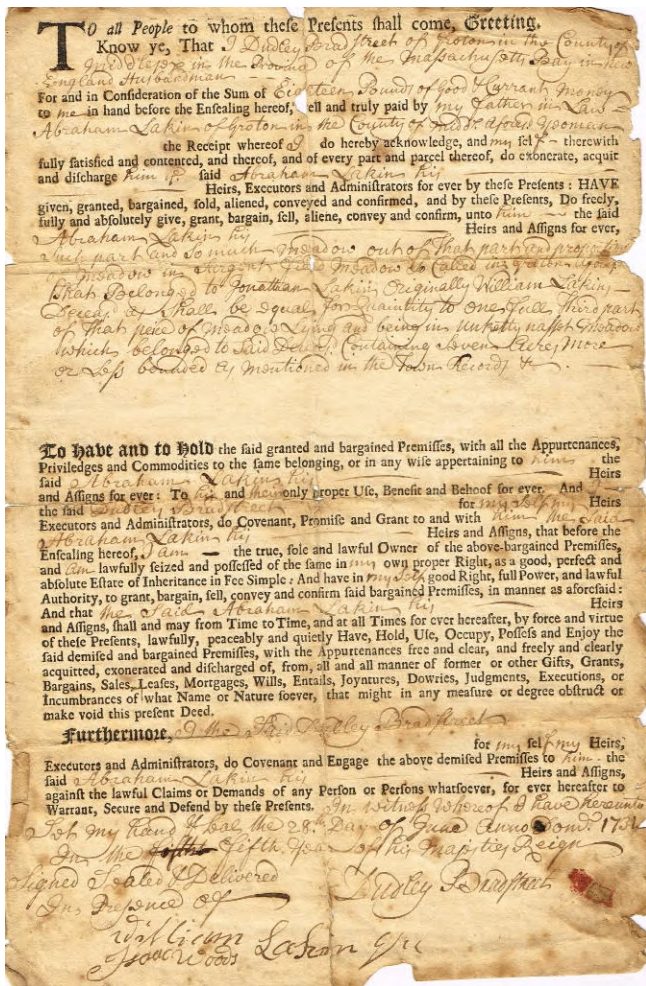 TO all People to whom these Presents shall come, Greeting.
Know ye, That I Dudley Bradstreet of Groton in the County of
Middlesex in the Province of the Massachusetts Bay in New
England Husbandman
For and in Consideration of the Sum of Eighteen Pounds of Good & Currant money
to me in hand before the Ensealing hereof, well and truly paid by my Father in Law
Abraham Lakin of Groton in the County of aforesd Yeoman
the Receipt whereof I do hereby acknowledge, and my self therewith
fully satisfied and contented, and thereof, and of every part and parcel thereof, do exonerate, acquit
and discharge him ye said Abraham Lakin his
Heirs, Executors and Administrators for ever by these Presents: HAVE
given, granted, bargained, sold, aliened, conveyed and confirmed, and by these Presents, Do freely,
fully and absolutely give, grant, bargain, sell, aliene, convey and confirm, unto him the said
Abraham Lakin his Heirs and Assigns for ever,
Such part and so much meadow out of that part and
of meadow in Meadow so Called in Groton
that Belonged to Jonathan Lakin Originally William Lakin
Deceasd as Shall be equal for Quaintity to one full third part
of that peice of meadow Lying and being in Unkettynasset Meadow
which belonged to Said Containing Seven Acres More
or Less bounded as mentioned in the Town Records &
To Have and to Hold the said granted and bargained Premisses, with all the Appurtenances,
Priviledges and Commodities to the same belonging, or in any wise appertaining to him the
said Abraham Lakin his Heirs
and Assigns for ever: To his and their only proper Use, Benefit and Behoof for ever. And I
the said Dudley Bradstreet for my Self my Heirs
Executors and Administrators, do Covenant, Promise and Grant to and with him the Said
Abraham Lakin his Heirs and Assigns, that before the
Ensealing hereof, I am the true, sole and lawful Owner of the above-bargained Premisses,
and am lawfully seized and possessed of the same in my own proper Right, as a good, perfect and
absolute Estate of Inheritance in Fee Simple: And have in my Self good Right, full Power, and lawful
Authority, to grant, bargain, sell, convey and confirm said bargained Premisses, in manner as aforesaid:
And that the Said Abraham Lakin his Heirs
and Assigns, shall and may from Time to Time, and at all Times for ever hereafter, by force and virtue
of these Presents, lawfully, peaceably and quietly Have, Hold, Use, Occupy, Possess and Enjoy the
said demised and bargained Premisses, with the Appurtenances free and clear, and freely and clearly
acquitted, exonerated and discharged of, from, all and all manner of former or other Gifts, Grants,
Bargains, Sales, Leases, Mortgages, Wills, Entails, Joyntures, Dowries, Judgments, Executions, or
Incumbrances of what Name or Nature soever, that might in any measure or degree obstruct or
make void this present Deed.
Furthermore, I the Said Dudley Bradstreet
for my self my Heirs,
Executors and Administrators, do Covenant and Engage the above demised Premisses to him the
said Abraham Lakin his Heirs and Assigns,
against the lawful Claims or Demands of any Person or Persons whatsoever, for ever hereafter to
Warrant, Secure and Defend by these Presents. In witness whereof I have hereunto
Set my hand & Seal the 28th Day of June Anno Domi
In the Fifth Year of his Majesties Reign
Signed Sealed & Delivered
In Presence of
Dudley Bradstreet
William Lakin
Isaac Woods